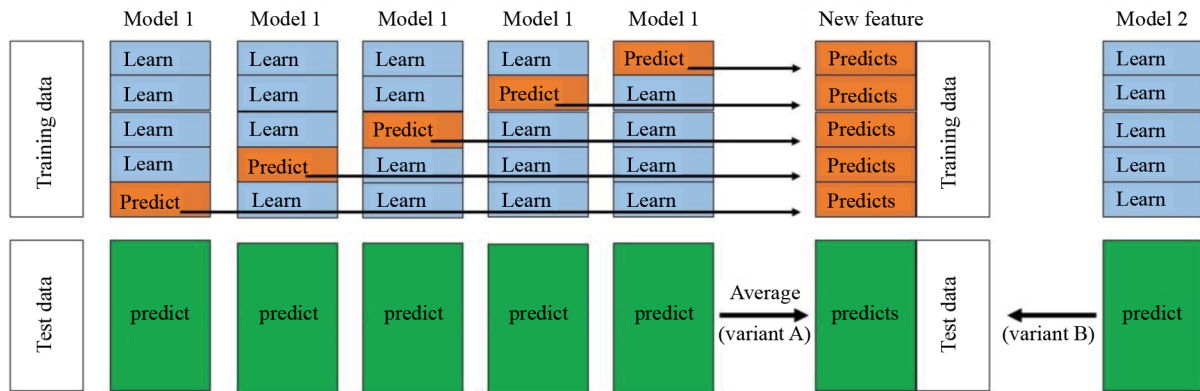 Model 1 Model 1 Model 1 Model 1 Model 1 New feature Model 2
Training data
Learn Learn Learn Learn Predict Predicts Learn
Learn Learn Learn Predict Learn Predicts Learn
Learn Learn Predict Learn Learn Predicts Learn
Learn Predict Learn Learn Learn Predicts Learn
Predict Learn Learn Learn Learn Predicts Learn
Training data
Test data
predict predict predict predict predict
Average
(variant A)
predicts
Test data
(variant B)
predict